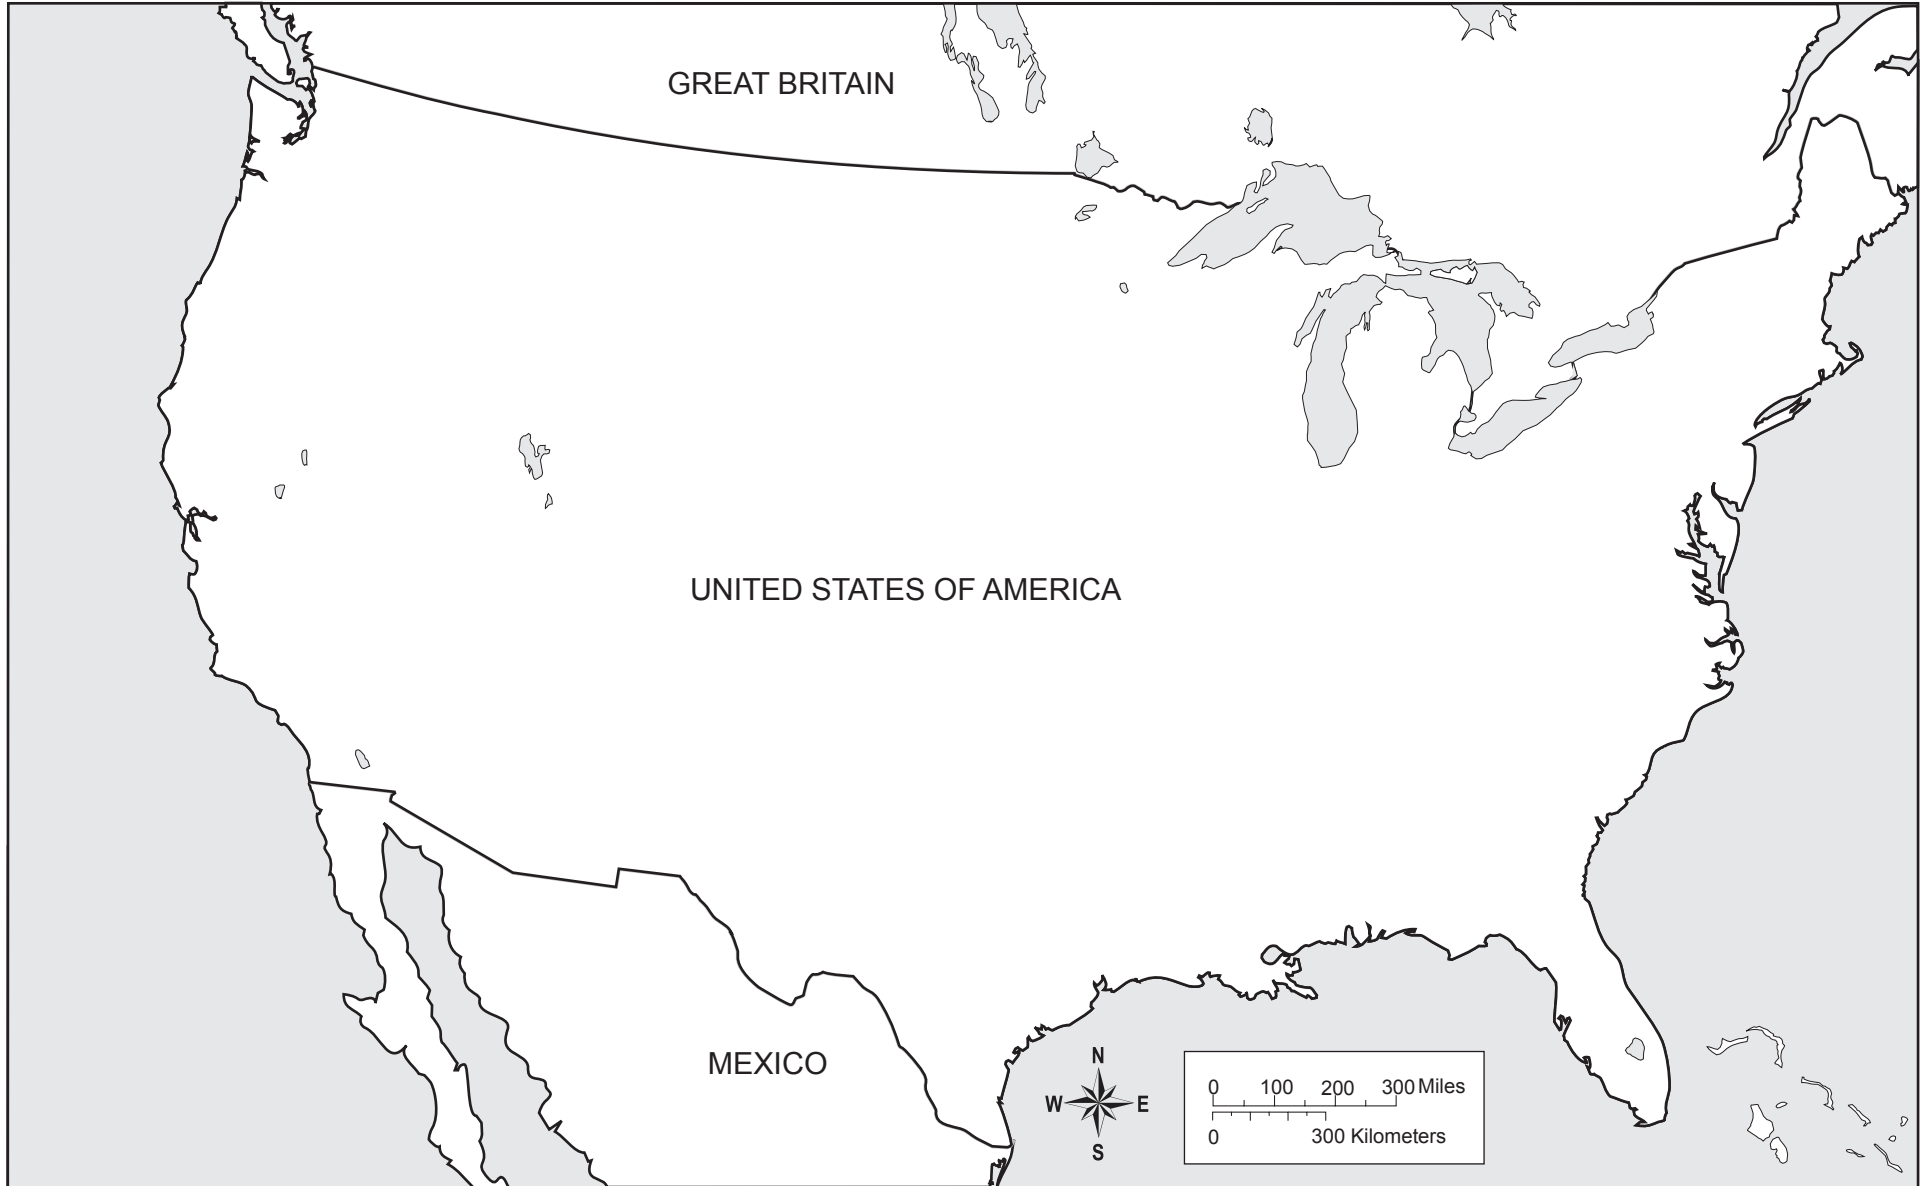 GREAT BRITAIN
UNITED STATES OF AMERICA
MEXICO
N
W E
S
0 100 200 300 Miles
0 300 Kilometers